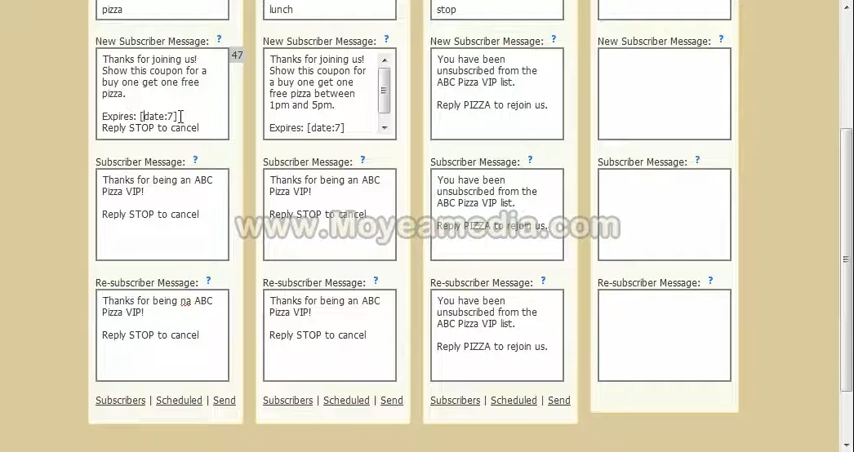 pizza
New Subscriber Message: ?
Thanks for joining us!
Show this coupon for a
buy one get one free
pizza.
Expires: [date:7]
Reply STOP to cancel
47
Subscriber Message: ?
Thanks for being an ABC
Pizza VIP!
Reply STOP to cancel
Re-subscriber Message: ?
Thanks for being na ABC
Pizza VIP!
Reply STOP to cancel
Subscribers | Scheduled | Send
lunch
New Subscriber Message: ?
Thanks for joining us!
Show this coupon for
a buy one get one
free pizza between
1pm and 5pm.
Expires: [date:7]
Subscriber Message: ?
Thanks for being an ABC
Pizza VIP!
Reply STOP to cancel
Re-subscriber Message: ?
Thanks for being an ABC
Pizza VIP!
Reply STOP to cancel
Subscribers | Scheduled | Send
stop
New Subscriber Message: ?
You have been
unsubscribed from the
ABC Pizza VIP list.
Reply PIZZA to rejoin us.
Subscriber Message: ?
You have been
unsubscribed from the
ABC Pizza VIP list.
Reply PIZZA to rejoin us.
Re-subscriber Message: ?
You have been
unsubscribed from the
ABC Pizza VIP list.
Reply PIZZA to rejoin us.
Subscribers | Scheduled | Send
New Subscriber Message: ?
Subscriber Message: ?
Re-subscriber Message: ?
www.Moyeamedia.com